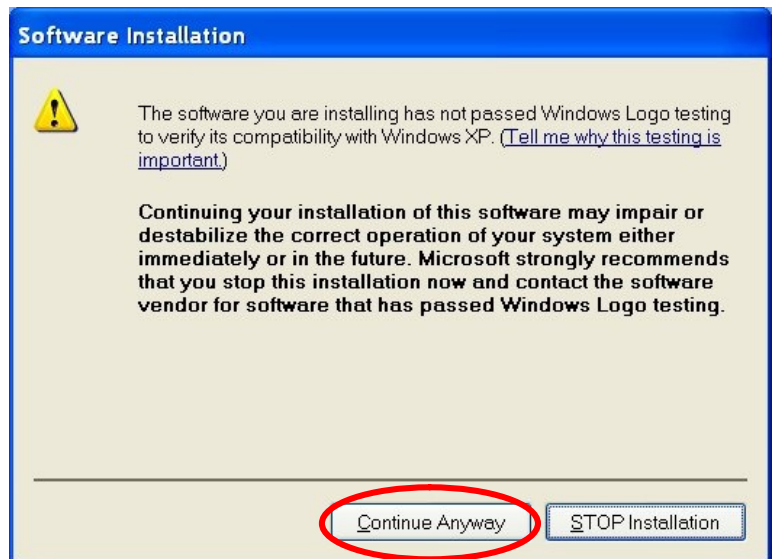 Software Installation
The software you are installing has not passed Windows Logo testing
to verify its compatibility with Windows XP. (Tell me why this testing is
important.)
Continuing your installation of this software may impair or
destabilize the correct operation of your system either
immediately or in the future. Microsoft strongly recommends
that you stop this installation now and contact the software
vendor for software that has passed Windows Logo testing.
Continue Anyway
STOP Installation